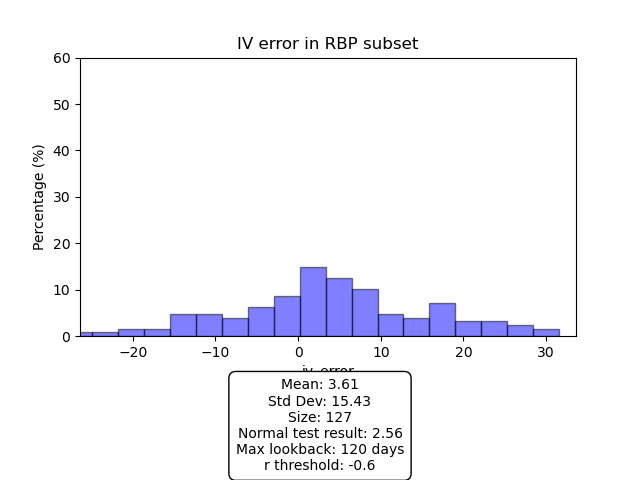 IV error in RBP subset
60
50
40
30
20
10
0
Percentage (%)
−20
−10
0
10
20
30
iv_error
Mean: 3.61
Std Dev: 15.43
Size: 127
Normal test result: 2.56
Max lookback: 120 days
r threshold: -0.6